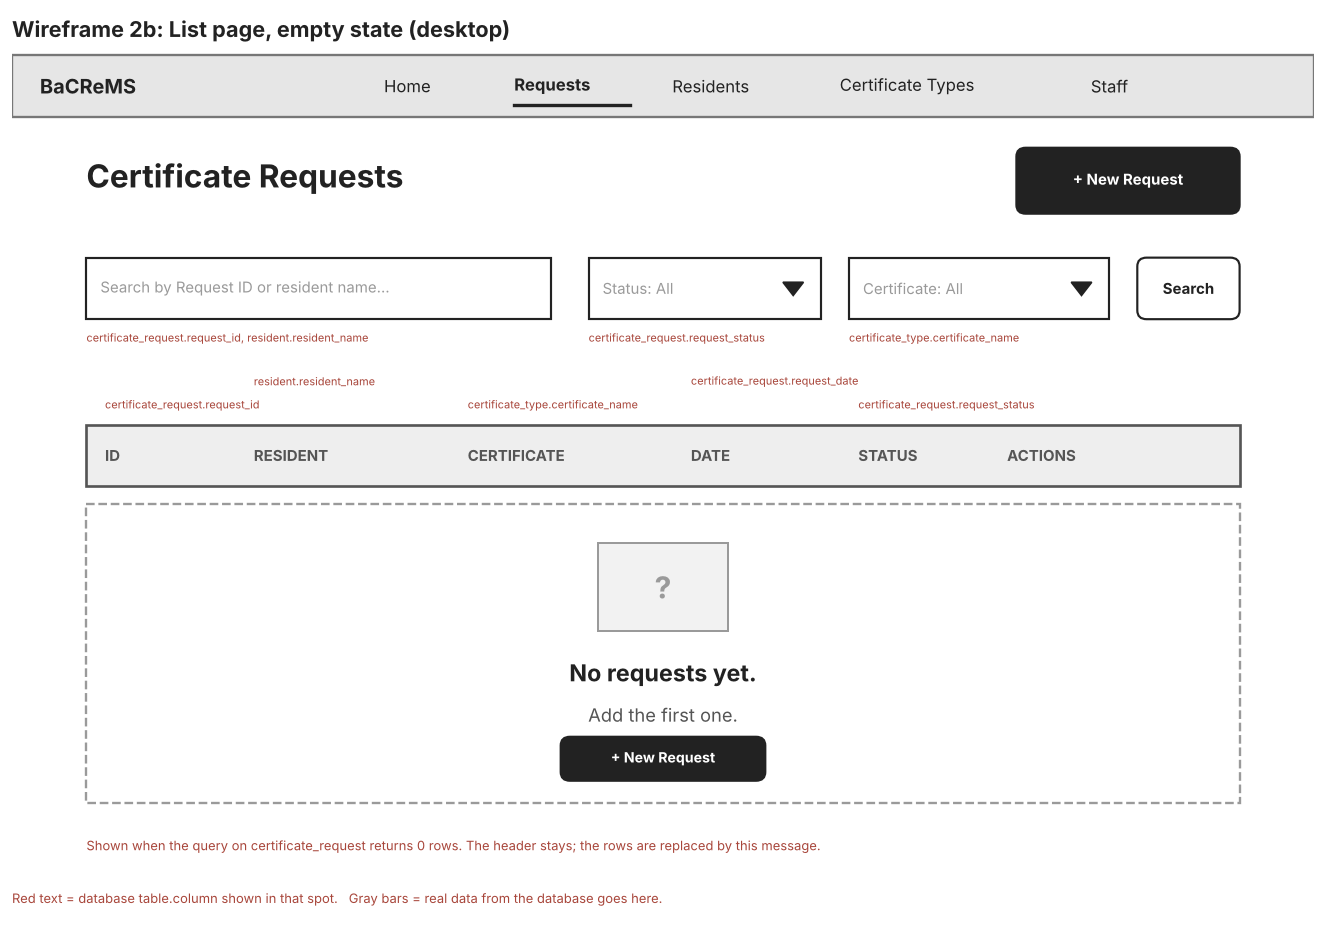 Wireframe 2b: List page, empty state (desktop)
BaCReMS Home Requests Residents Certificate Types Staff
Certificate Requests
+ New Request
Search by Request ID or resident name...
Status: All
Certificate: All
Search
certificate_request.request_id, resident.resident_name
certificate_request.request_status
certificate_type.certificate_name
resident.resident_name
certificate_request.request_date
certificate_request.request_id
certificate_type.certificate_name
certificate_request.request_status
ID RESIDENT CERTIFICATE DATE STATUS ACTIONS
?
No requests yet.
Add the first one.
+ New Request
Shown when the query on certificate_request returns 0 rows. The header stays; the rows are replaced by this message.
Red text = database table.column shown in that spot. Gray bars = real data from the database goes here.